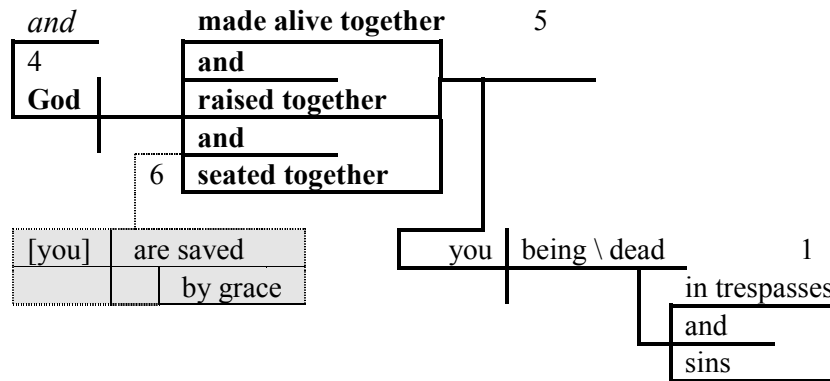 and made alive together 5
4 and
God raised together
and
6 seated together
[you] are saved you being \ dead 1
by grace in trespasses
and
sins